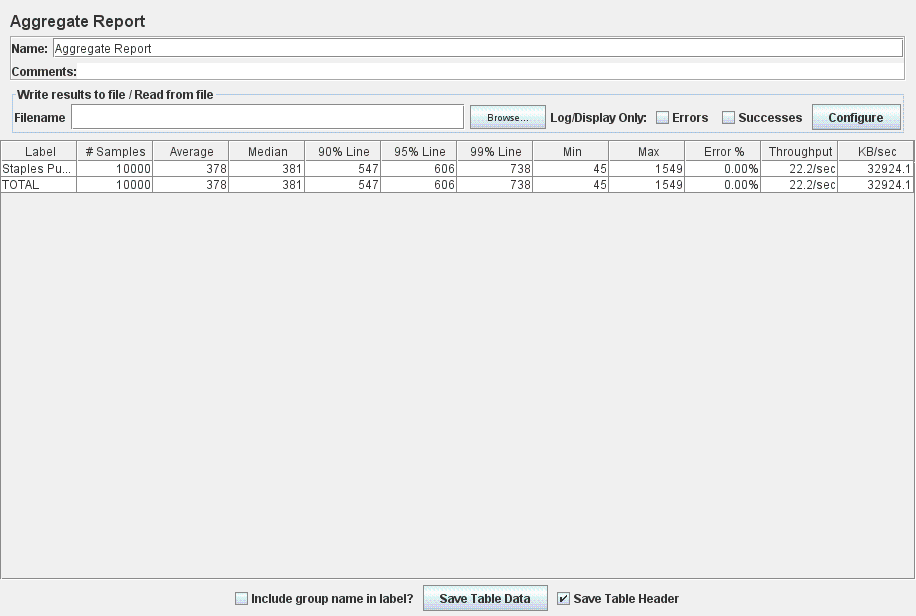 Aggregate Report
Name: Aggregate Report
Comments:
Write results to file / Read from file
Filename Browse... Log/Display Only: Errors Successes Configure
Label # Samples Average Median 90% Line 95% Line 99% Line Min Max Error % Throughput KB/sec
Staples Pu... 10000 378 381 547 606 738 45 1549 0.00% 22.2/sec 32924.1
TOTAL 10000 378 381 547 606 738 45 1549 0.00% 22.2/sec 32924.1
Include group name in label? Save Table Data Save Table Header